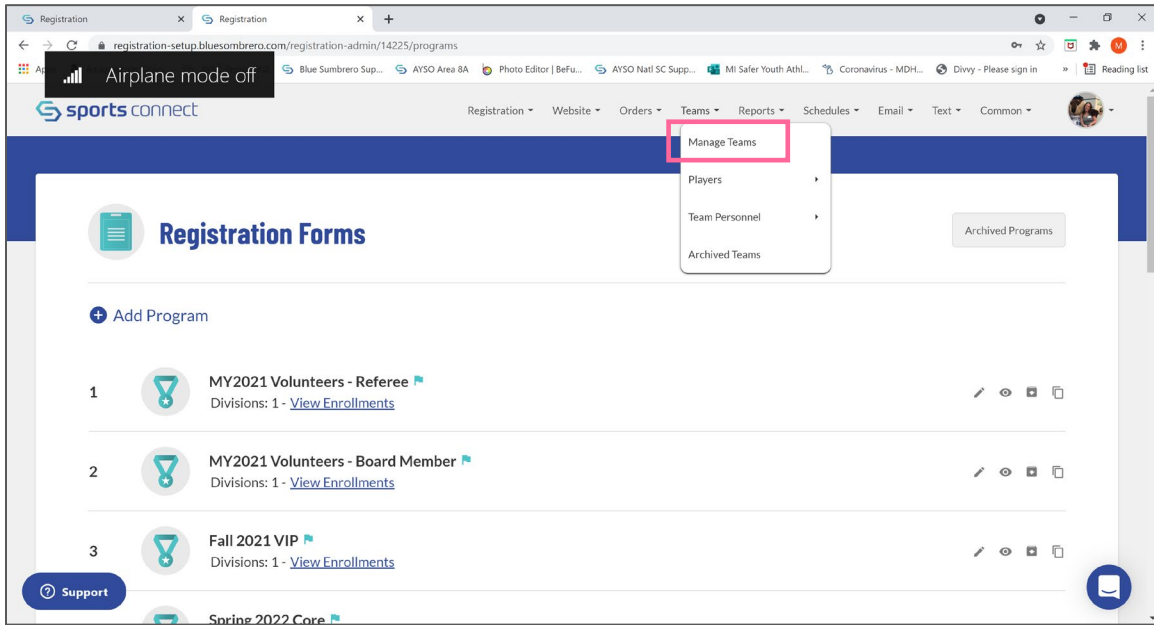 Registration
Registration
registration-setup.bluesombrero.com/registration-admin/14225/programs
M
Airplane mode off
Blue Sumbrero Sup...
AYSO Area 8A
Photo Editor | BeFu...
AYSO Natl SC Supp...
MI Safer Youth Athl...
Coronavirus - MDH...
Divvy - Please sign in
»
Reading list
sports connect
Registration
Website
Orders
Teams
Reports
Schedules
Email
Text
Common
Manage Teams
Players
Team Personnel
Archived Teams
Registration Forms
Archived Programs
Add Program
1
MY2021 Volunteers - Referee
Divisions: 1 - View Enrollments
2
MY2021 Volunteers - Board Member
Divisions: 1 - View Enrollments
3
Fall 2021 VIP
Divisions: 1 - View Enrollments
Support
Spring 2022 Core